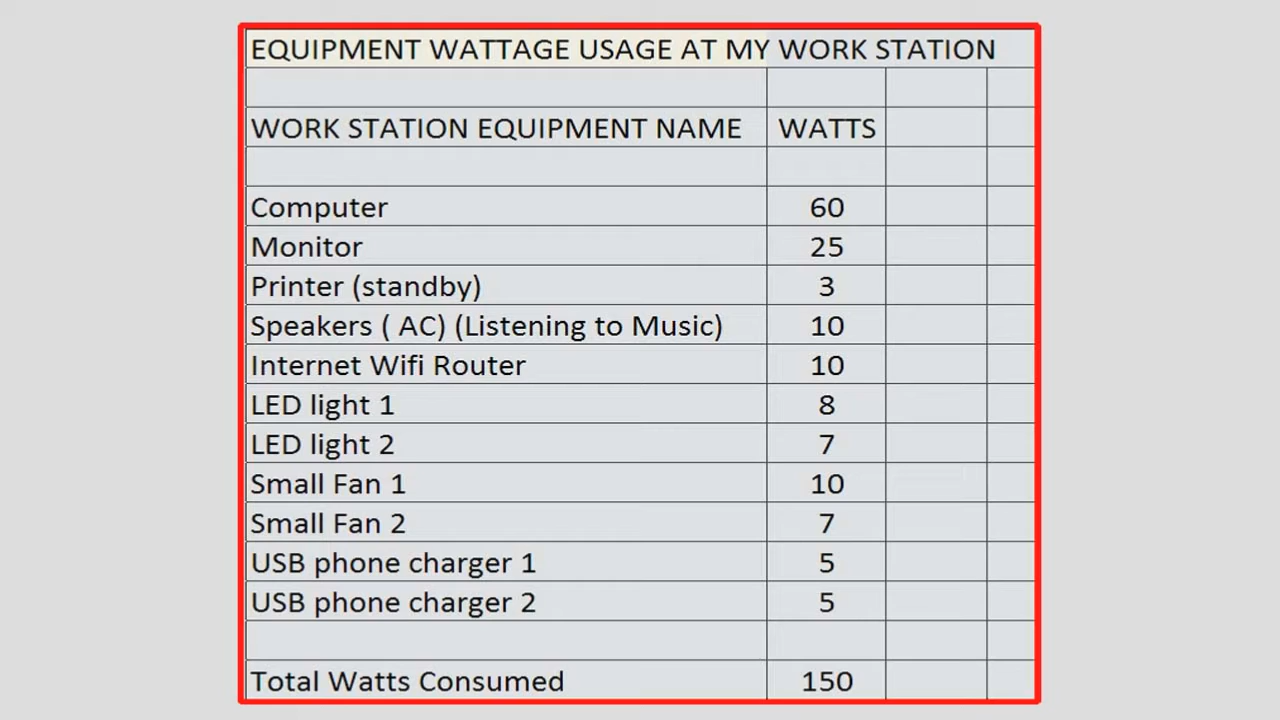 EQUIPMENT WATTAGE USAGE AT MY WORK STATION
WORK STATION EQUIPMENT NAME WATTS
Computer 60
Monitor 25
Printer (standby) 3
Speakers ( AC) (Listening to Music) 10
Internet Wifi Router 10
LED light 1 8
LED light 2 7
Small Fan 1 10
Small Fan 2 7
USB phone charger 1 5
USB phone charger 2 5
Total Watts Consumed 150